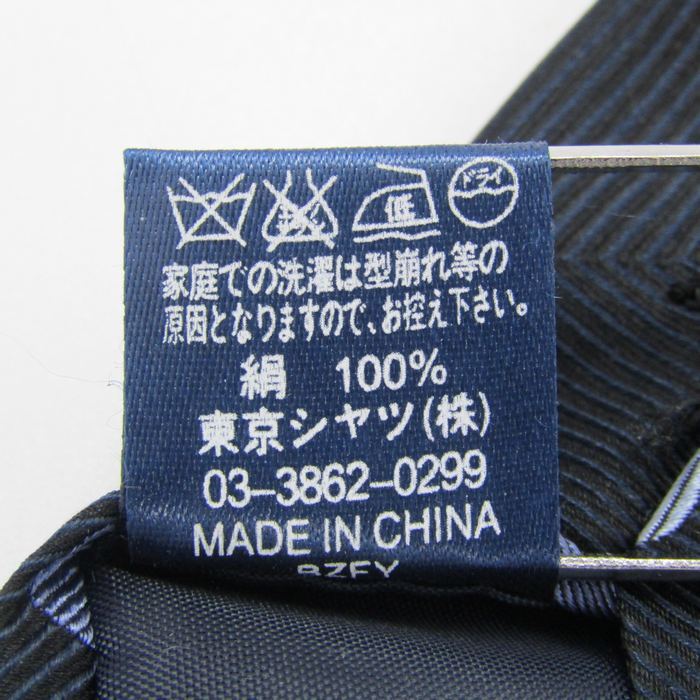 低 ドライ
家庭での洗濯は型崩れ等の
原因となりますので、お控え下さい。
絹 100%
東京シャツ(株)
03-3862-0299
MADE IN CHINA